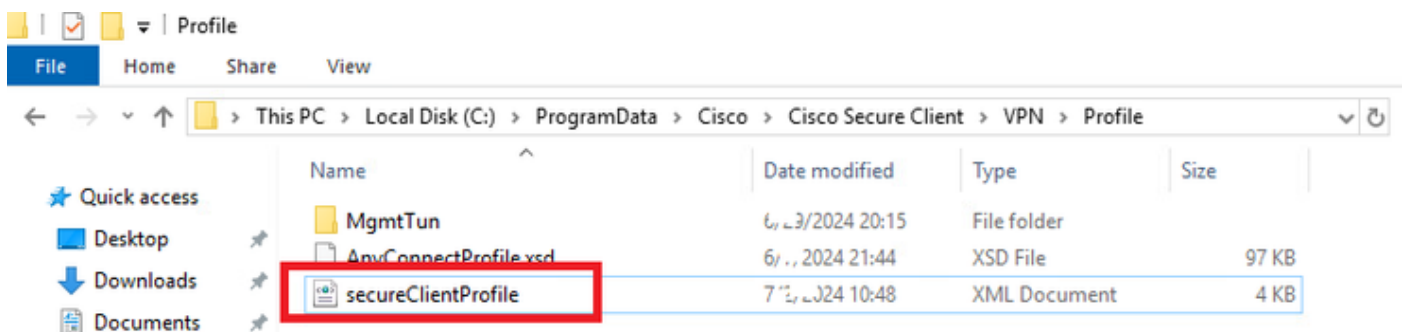 Profile
File Home Share View
This PC > Local Disk (C:) > ProgramData > Cisco > Cisco Secure Client > VPN > Profile
Name Date modified Type Size
Quick access
Desktop
Downloads
Documents
MgmtTun 20:15 File folder
AnyConnectProfile.xsd 2024 21:44 XSD File 97 KB
secureClientProfile 10:48 XML Document 4 KB